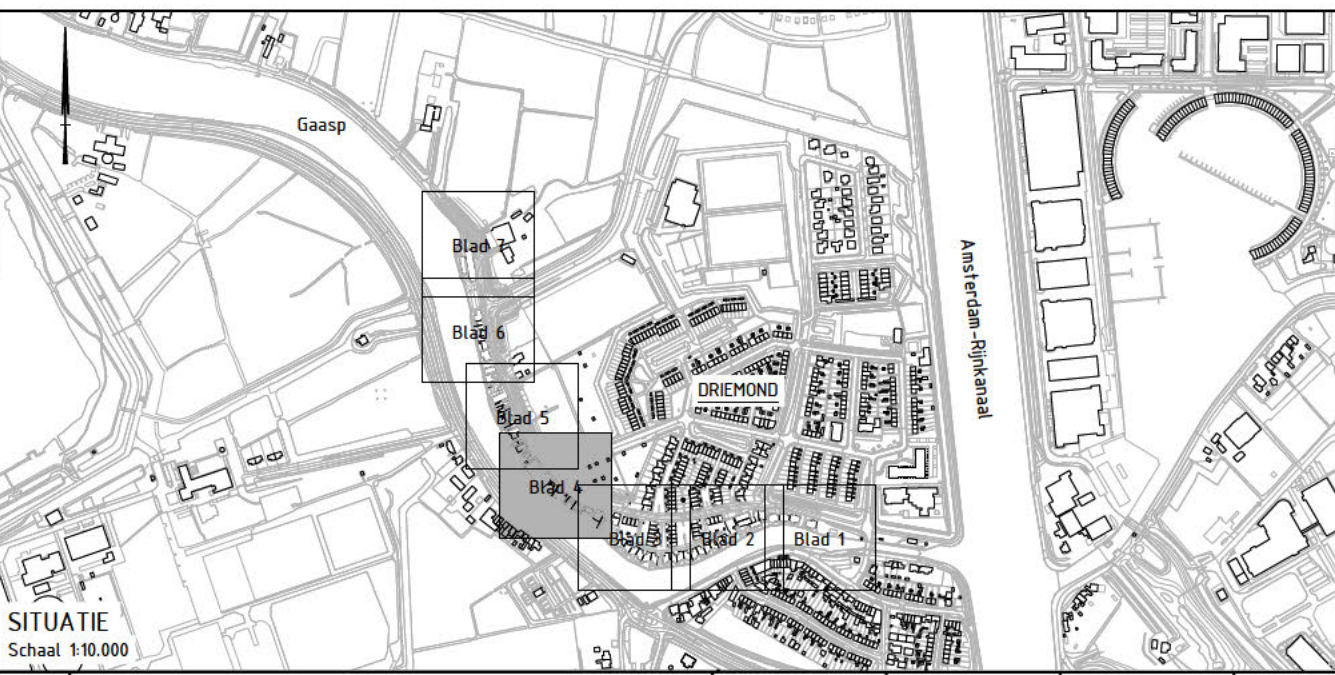 Gaasp
Blad 7
Blad 6
Blad 5
Blad 4
Blad 3
Blad 2
Blad 1
DRIEMOND
Amsterdam-Rijnkanaal
SITUATIE
Schaal 1:10.000